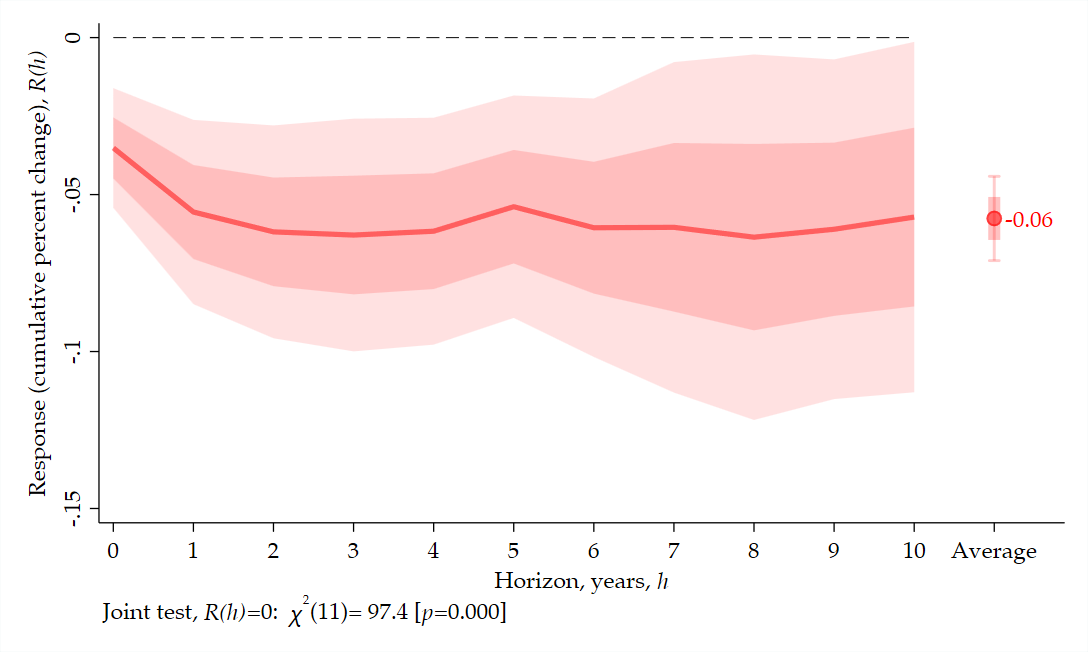 Response (cumulative percent change), R(h)
0
-.05
-.1
-.15
-0.06
0 1 2 3 4 5 6 7 8 9 10 Average
Horizon, years, h
Joint test, R(h)=0: χ²(11)= 97.4 [p=0.000]